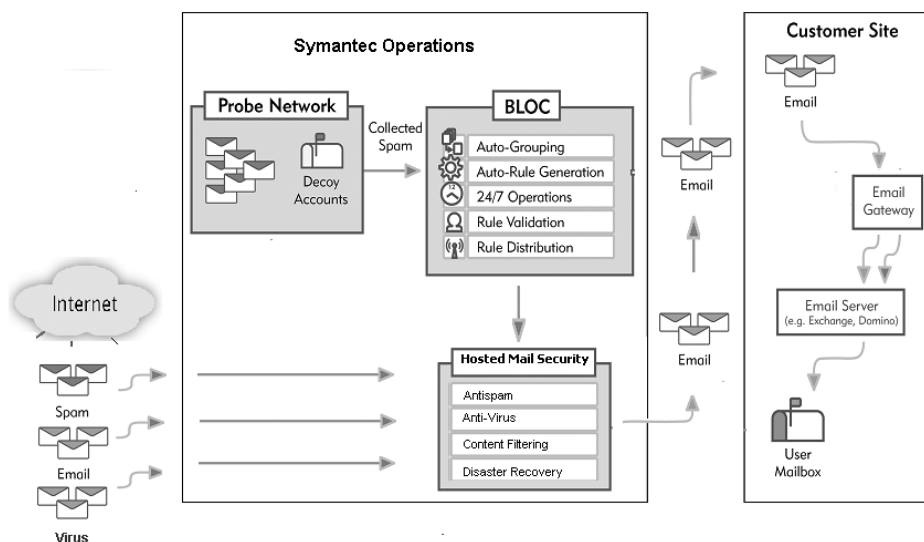 Symantec Operations
Probe Network
Decoy
Accounts
Collected
Spam
BLOC
Auto-Grouping
Auto-Rule Generation
12
24/7 Operations
Rule Validation
Rule Distribution
Internet
Spam
Email
Virus
Hosted Mail Security
Antispam
Anti-Virus
Content Filtering
Disaster Recovery
Email
Email
Customer Site
Email
Email
Gateway
Email Server
(e.g. Exchange, Domino)
User
Mailbox